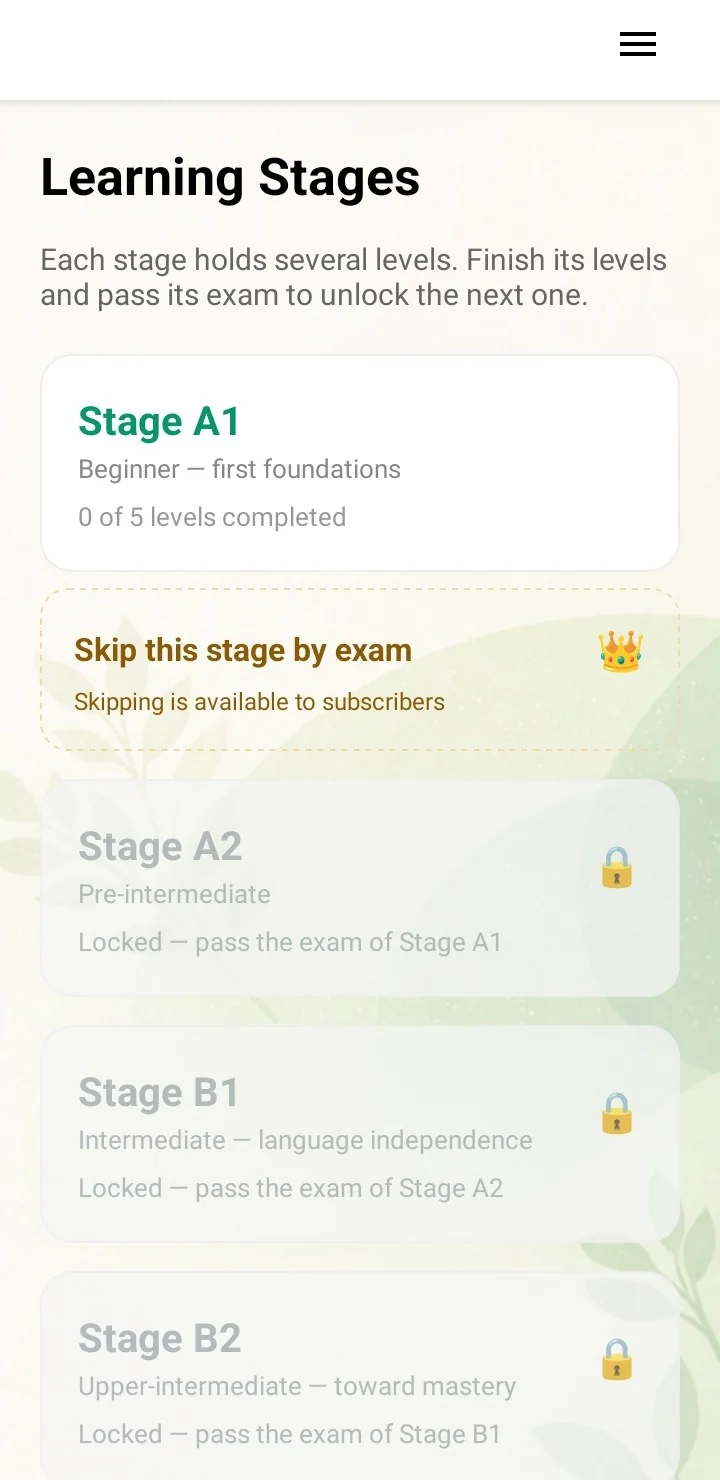 Learning Stages
Each stage holds several levels. Finish its levels
and pass its exam to unlock the next one.
Stage A1
Beginner — first foundations
0 of 5 levels completed
Skip this stage by exam
Skipping is available to subscribers
Stage A2
Pre-intermediate
Locked — pass the exam of Stage A1
Stage B1
Intermediate — language independence
Locked — pass the exam of Stage A2
Stage B2
Upper-intermediate — toward mastery
Locked — pass the exam of Stage B1